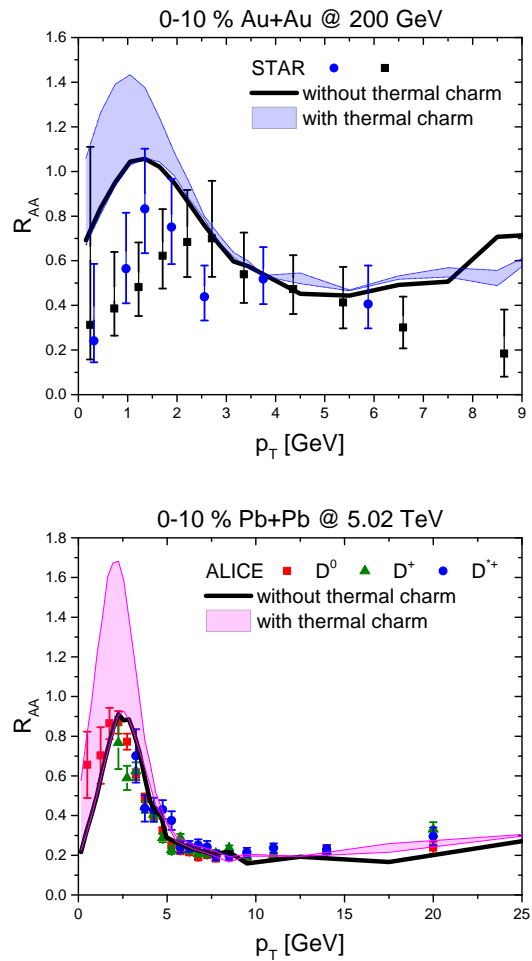 0-10 % Au+Au @ 200 GeV
1.6
1.4
1.2
1.0
0.8
0.6
0.4
0.2
0.0
R_AA
STAR
without thermal charm
with thermal charm
0 1 2 3 4 5 6 7 8 9
p_T [GeV]
0-10 % Pb+Pb @ 5.02 TeV
1.8
1.6
1.4
1.2
1.0
0.8
0.6
0.4
0.2
0.0
R_AA
ALICE D^0 D^+ D^*+
without thermal charm
with thermal charm
0 5 10 15 20 25
p_T [GeV]